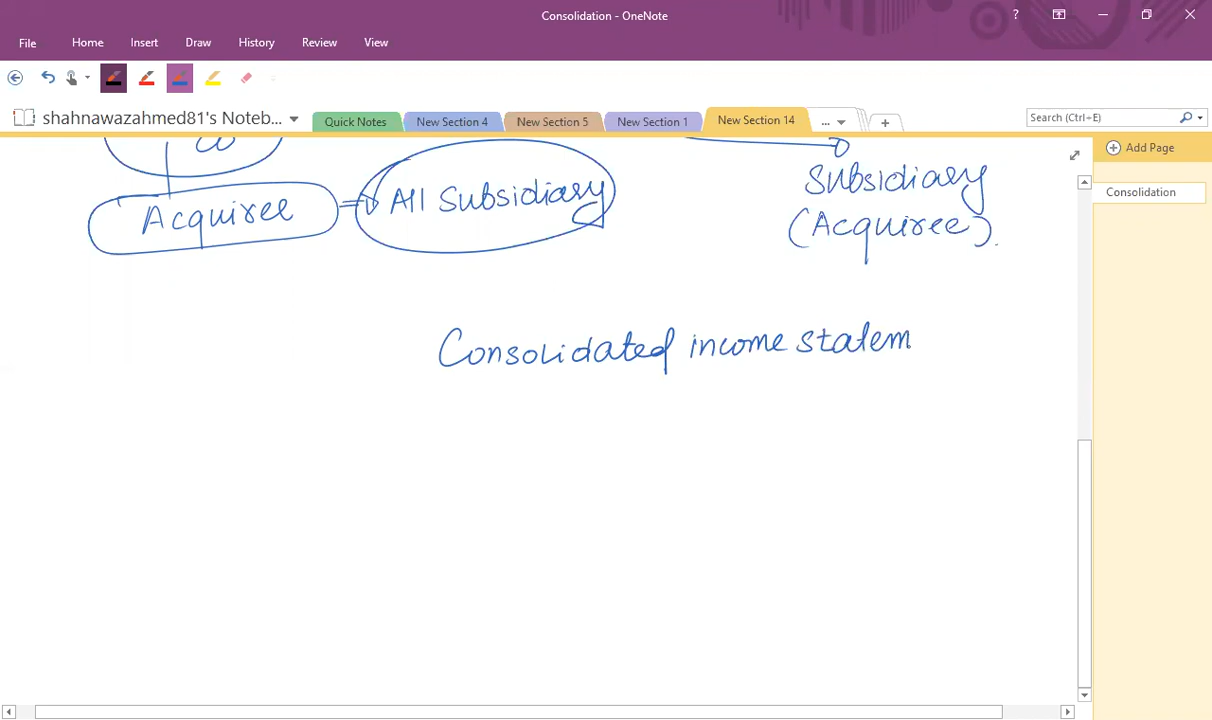 Consolidation - OneNote
?
File Home Insert Draw History Review View
shahnawazahmed81's Noteb... Quick Notes New Section 4 New Section 5 New Section 1 New Section 14 ... + Search (Ctrl+E)
Add Page
Consolidation
Co
Acquiree All Subsidiary
Subsidiary
(Acquiree).
Consolidated income statem